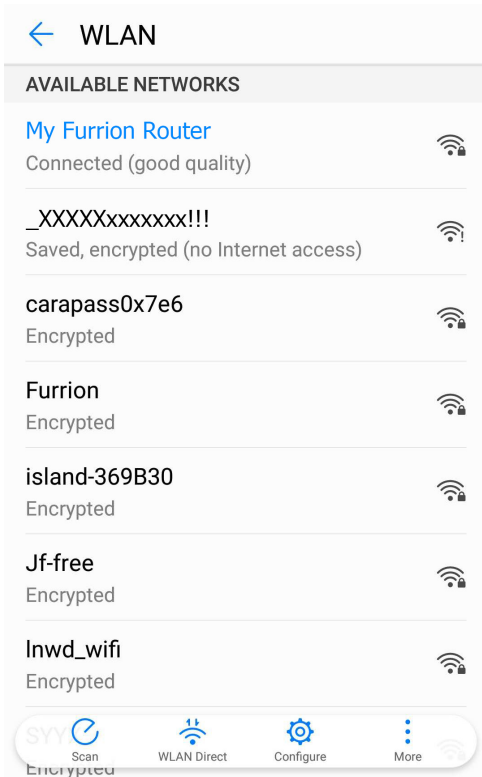 WLAN
AVAILABLE NETWORKS
My Furrion Router
Connected (good quality)
_XXXXXxxxxxxx!!!
Saved, encrypted (no Internet access)
carapass0x7e6
Encrypted
Furrion
Encrypted
island-369B30
Encrypted
Jf-free
Encrypted
lnwd_wifi
Encrypted
Scan WLAN Direct Configure More
Encrypted